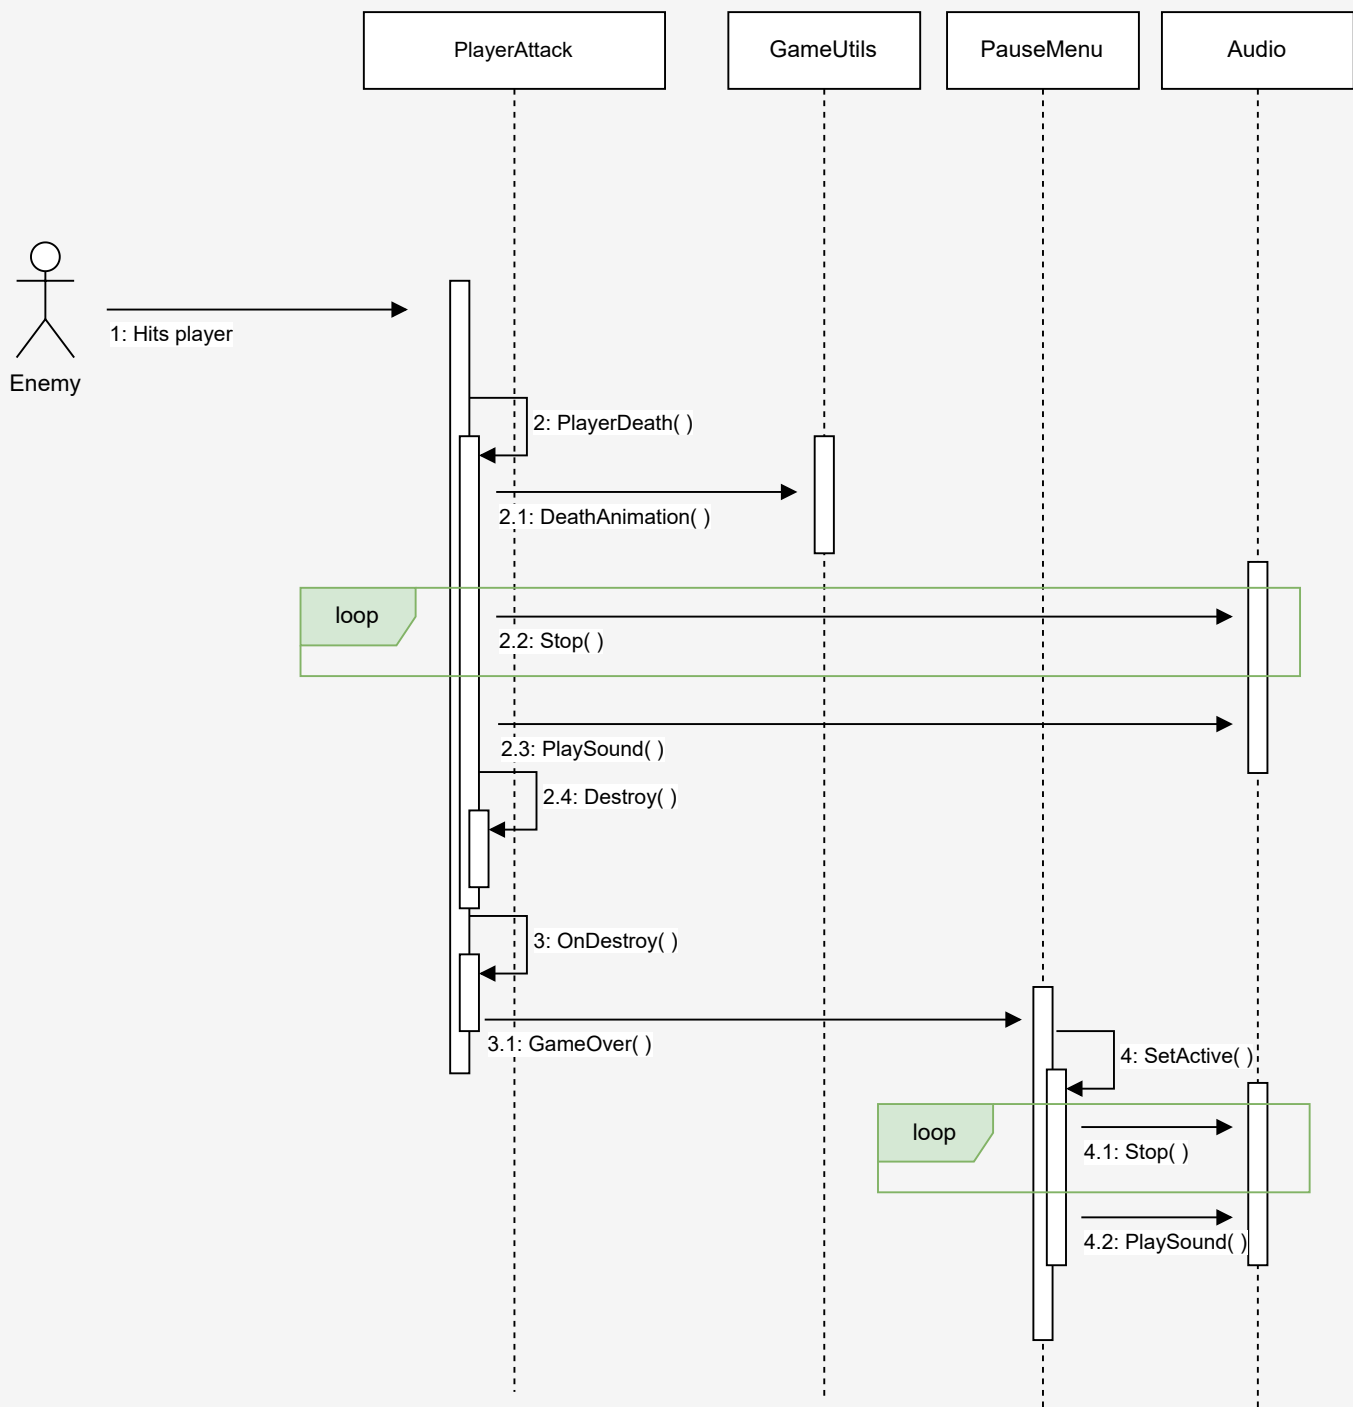 PlayerAttack
GameUtils
PauseMenu
Audio
1: Hits player
Enemy
2: PlayerDeath( )
2.1: DeathAnimation( )
loop
2.2: Stop( )
2.3: PlaySound( )
2.4: Destroy( )
3: OnDestroy( )
3.1: GameOver( )
4: SetActive( )
loop
4.1: Stop( )
4.2: PlaySound( )